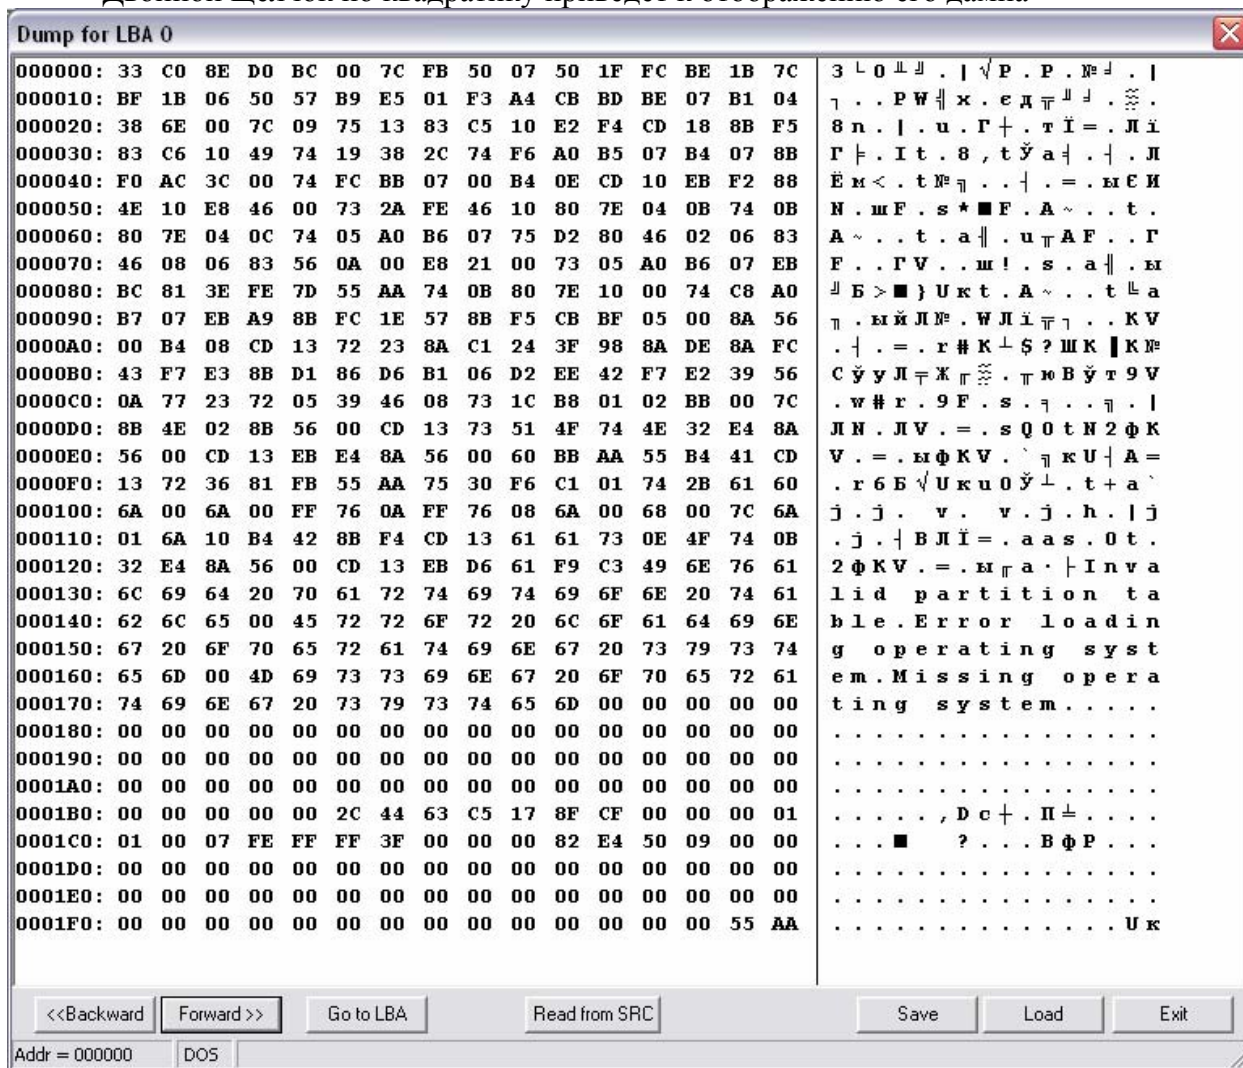 Двойной щелчок по квадратику приведет к отображению его дампа
Dump for LBA 0
000000: 33 C0 8E D0 BC 00 7C FB 50 07 50 1F FC BE 1B 7C 3 └ 0 ╨ ╝ . | √ P . P . № ╛ . |
000010: BF 1B 06 50 57 B9 E5 01 F3 A4 CB BD BE 07 B1 04 ┐ . . P W ╣ х . є д ╦ ╜ ╛ . ▒ .
000020: 38 6E 00 7C 09 75 13 83 C5 10 E2 F4 CD 18 8B F5 8 n . | . u . Г ┼ . т Ї = . Л ї
000030: 83 C6 10 49 74 19 38 2C 74 F6 A0 B5 07 B4 07 8B Г ╞ . I t . 8 , t Ў а ╡ . ┤ . Л
000040: F0 AC 3C 00 74 FC BB 07 00 B4 0E CD 10 EB F2 88 Ё м < . t № ╗ . . ┤ . = . ы Є И
000050: 4E 10 E8 46 00 73 2A FE 46 10 80 7E 04 0B 74 0B N . ш F . s * ■ F . А ~ . . t .
000060: 80 7E 04 0C 74 05 A0 B6 07 75 D2 80 46 02 06 83 А ~ . . t . а ╢ . u ╥ А F . . Г
000070: 46 08 06 83 56 0A 00 E8 21 00 73 05 A0 B6 07 EB F . . Г V . . ш ! . s . а ╢ . ы
000080: BC 81 3E FE 7D 55 AA 74 0B 80 7E 10 00 74 C8 A0 ╝ Б > ■ } U к t . А ~ . . t ╚ а
000090: B7 07 EB A9 8B FC 1E 57 8B F5 CB BF 05 00 8A 56 ╖ . ы й Л № . W Л ї ╦ ┐ . . К V
0000A0: 00 B4 08 CD 13 72 23 8A C1 24 3F 98 8A DE 8A FC . ┤ . = . r # К ┴ $ ? Ш К ▐ К №
0000B0: 43 F7 E3 8B D1 86 D6 B1 06 D2 EE 42 F7 E2 39 56 C ў у Л ╤ Ж ╓ ▒ . ╥ ю B ў т 9 V
0000C0: 0A 77 23 72 05 39 46 08 73 1C B8 01 02 BB 00 7C . w # r . 9 F . s . ╕ . . ╗ . |
0000D0: 8B 4E 02 8B 56 00 CD 13 73 51 4F 74 4E 32 E4 8A Л N . Л V . = . s Q O t N 2 ф К
0000E0: 56 00 CD 13 EB E4 8A 56 00 60 BB AA 55 B4 41 CD V . = . ы ф К V . ` ╗ к U ┤ A =
0000F0: 13 72 36 81 FB 55 AA 75 30 F6 C1 01 74 2B 61 60 . r 6 Б √ U к u 0 Ў ┴ . t + a `
000100: 6A 00 6A 00 FF 76 0A FF 76 08 6A 00 68 00 7C 6A j . j .   v .   v . j . h . | j
000110: 01 6A 10 B4 42 8B F4 CD 13 61 61 73 0E 4F 74 0B . j . ┤ B Л Ї = . a a s . O t .
000120: 32 E4 8A 56 00 CD 13 EB D6 61 F9 C3 49 6E 76 61 2 ф К V . = . ы ╓ a · ├ I n v a
000130: 6C 69 64 20 70 61 72 74 69 74 69 6F 6E 20 74 61 l i d   p a r t i t i o n   t a
000140: 62 6C 65 00 45 72 72 6F 72 20 6C 6F 61 64 69 6E b l e . E r r o r   l o a d i n
000150: 67 20 6F 70 65 72 61 74 69 6E 67 20 73 79 73 74 g   o p e r a t i n g   s y s t
000160: 65 6D 00 4D 69 73 73 69 6E 67 20 6F 70 65 72 61 e m . M i s s i n g   o p e r a
000170: 74 69 6E 67 20 73 79 73 74 65 6D 00 00 00 00 00 t i n g   s y s t e m . . . . .
000180: 00 00 00 00 00 00 00 00 00 00 00 00 00 00 00 00 . . . . . . . . . . . . . . . .
000190: 00 00 00 00 00 00 00 00 00 00 00 00 00 00 00 00 . . . . . . . . . . . . . . . .
0001A0: 00 00 00 00 00 00 00 00 00 00 00 00 00 00 00 00 . . . . . . . . . . . . . . . .
0001B0: 00 00 00 00 00 2C 44 63 C5 17 8F CF 00 00 00 01 . . . . . , D c ┼ . П ╧ . . . .
0001C0: 01 00 07 FE FF FF 3F 00 00 00 82 E4 50 09 00 00 . . . ■     ? . . . В ф P . . .
0001D0: 00 00 00 00 00 00 00 00 00 00 00 00 00 00 00 00 . . . . . . . . . . . . . . . .
0001E0: 00 00 00 00 00 00 00 00 00 00 00 00 00 00 00 00 . . . . . . . . . . . . . . . .
0001F0: 00 00 00 00 00 00 00 00 00 00 00 00 00 00 55 AA . . . . . . . . . . . . . . U к
<<Backward Forward >> Go to LBA Read from SRC Save Load Exit
Addr = 000000 DOS